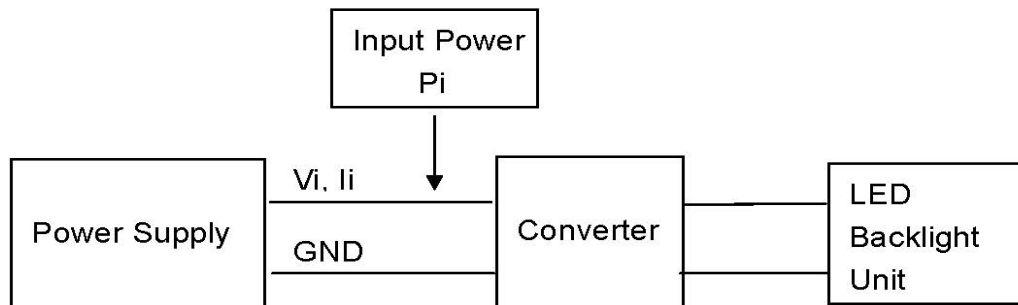 Input Power
Pi
Vi, Ii
Power Supply
GND
Converter
LED
Backlight
Unit